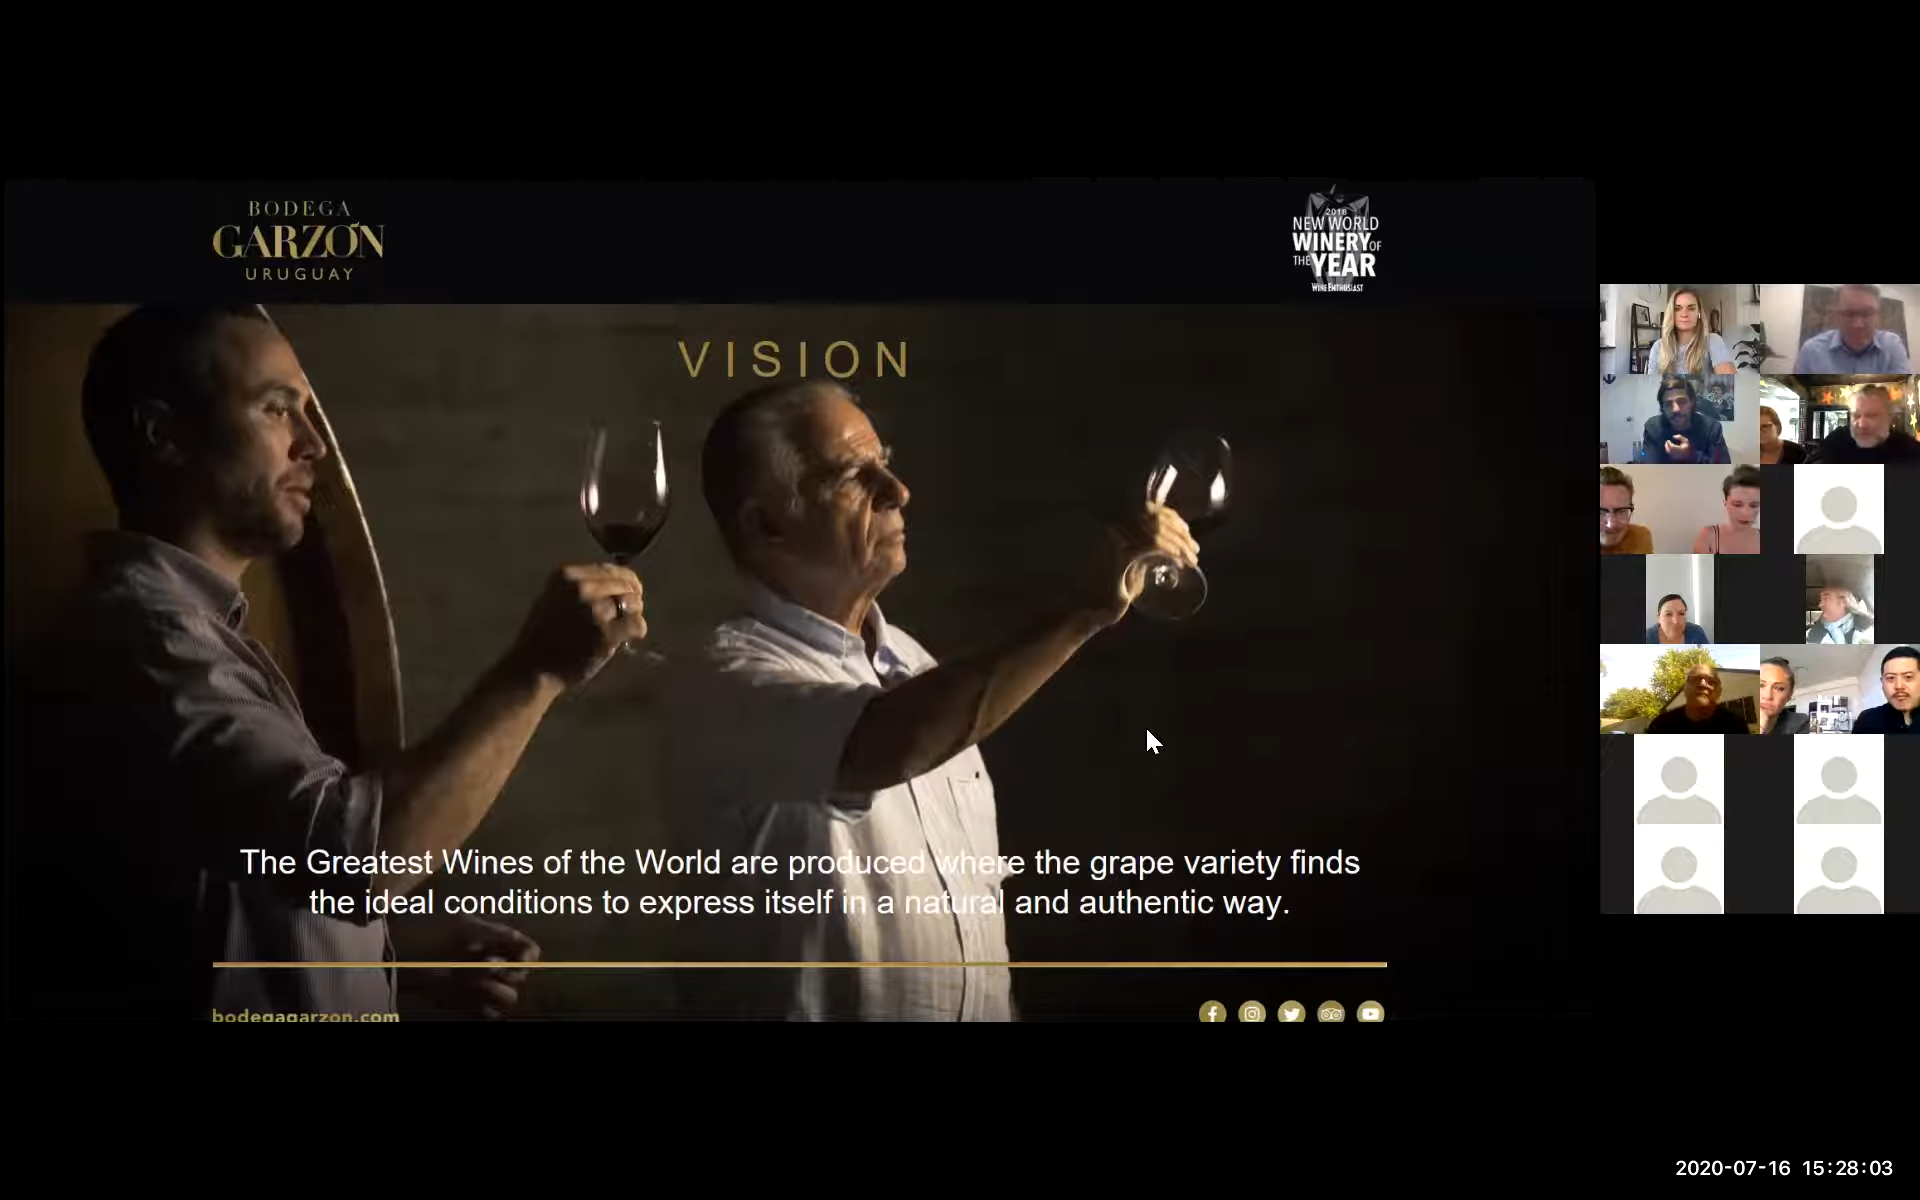 BODEGA
GARZÓN
URUGUAY
2018
NEW WORLD
WINERY OF
THE YEAR
WINE ENTHUSIAST
VISION
The Greatest Wines of the World are produced where the grape variety finds
the ideal conditions to express itself in a natural and authentic way.
bodegagarzon.com
2020-07-16 15:28:03